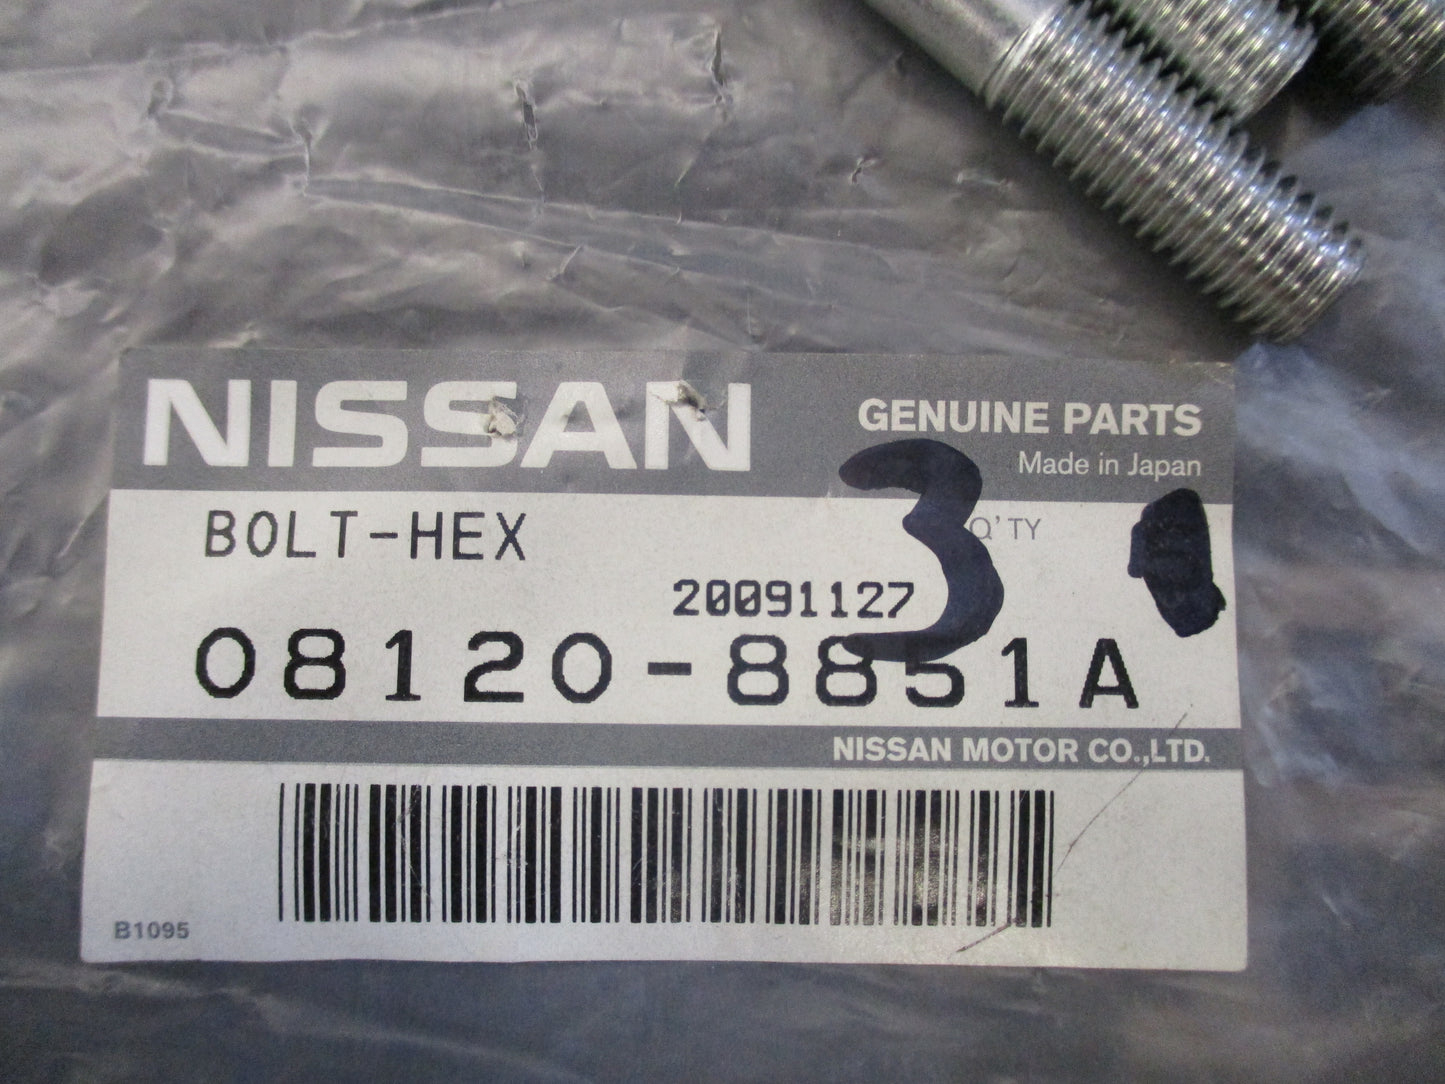 NISSAN
GENUINE PARTS
Made in Japan
BOLT-HEX
Q'TY
3
20091127
08120-8851A
NISSAN MOTOR CO.,LTD.
B1095